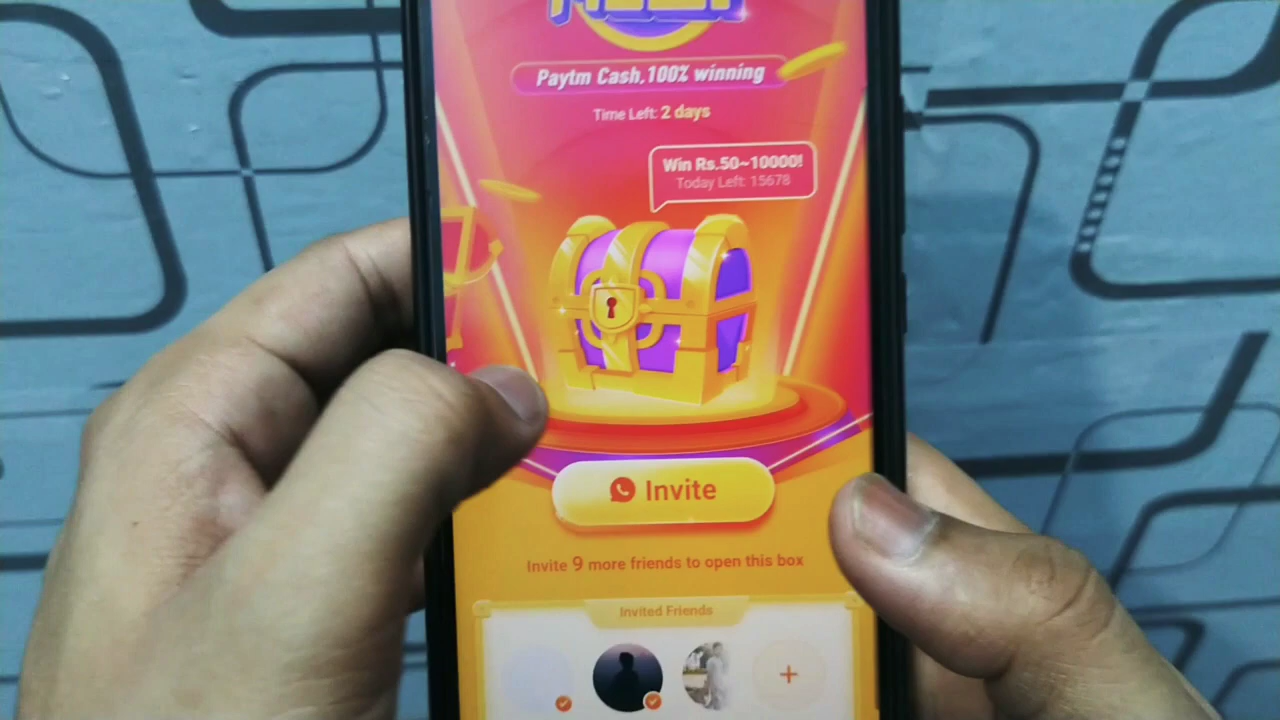 Paytm Cash,100% winning
Time Left: 2 days
Win Rs.50~10000!
Today Left: 15678
Invite
Invite 9 more friends to open this box
Invited Friends
+